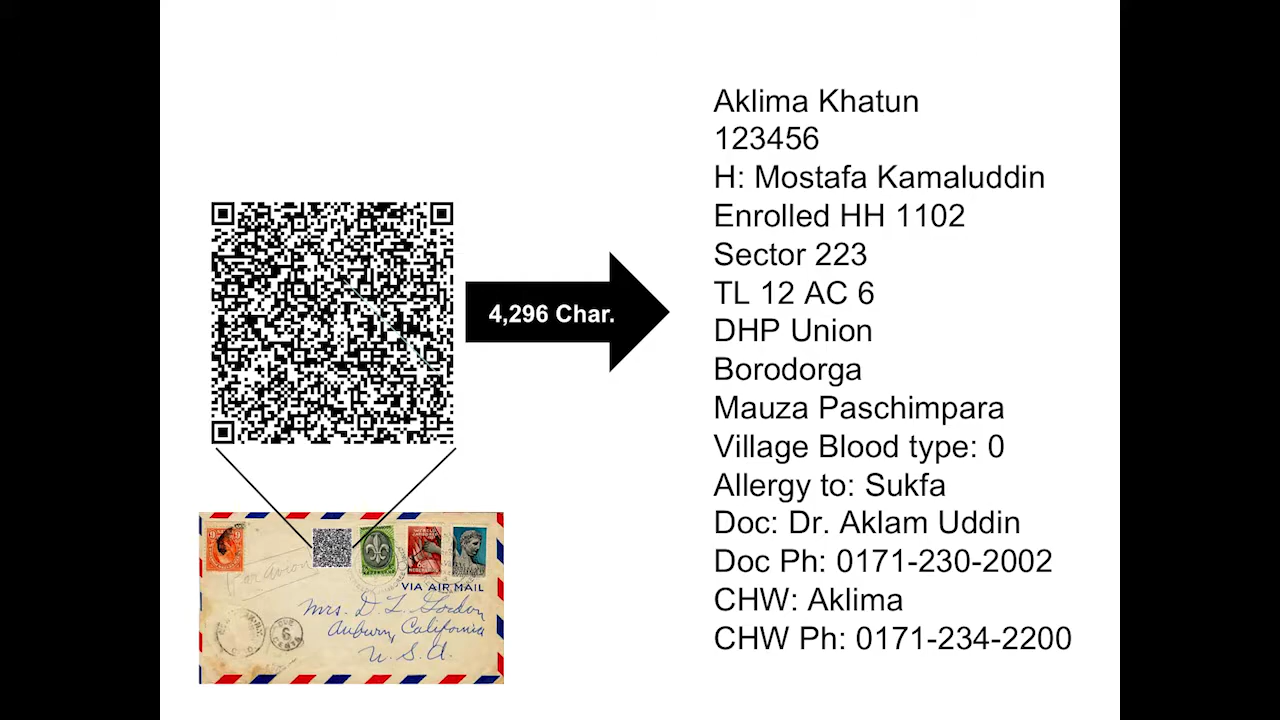 4,296 Char.
Aklima Khatun
123456
H: Mostafa Kamaluddin
Enrolled HH 1102
Sector 223
TL 12 AC 6
DHP Union
Borodorga
Mauza Paschimpara
Village Blood type: 0
Allergy to: Sukfa
Doc: Dr. Aklam Uddin
Doc Ph: 0171-230-2002
CHW: Aklima
CHW Ph: 0171-234-2200
Par Avion
VIA AIR MAIL
Mrs. D. L. Gordon
Auburn, California
U.S.A.